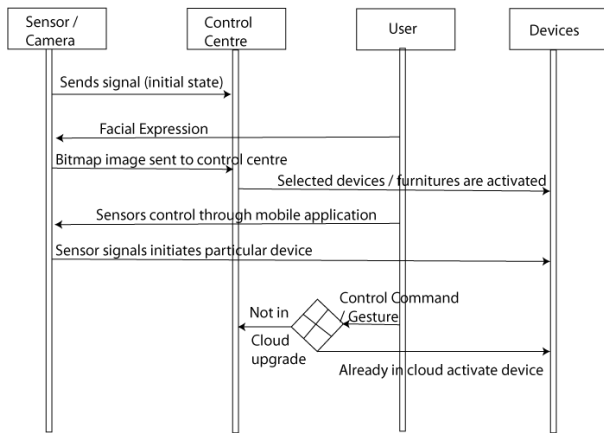 Sensor /
Camera
Control
Centre
User
Devices
Sends signal (initial state)
Facial Expression
Bitmap image sent to control centre
Selected devices / furnitures are activated
Sensors control through mobile application
Sensor signals initiates particular device
Control Command
/ Gesture
Not in
Cloud
upgrade
Already in cloud activate device